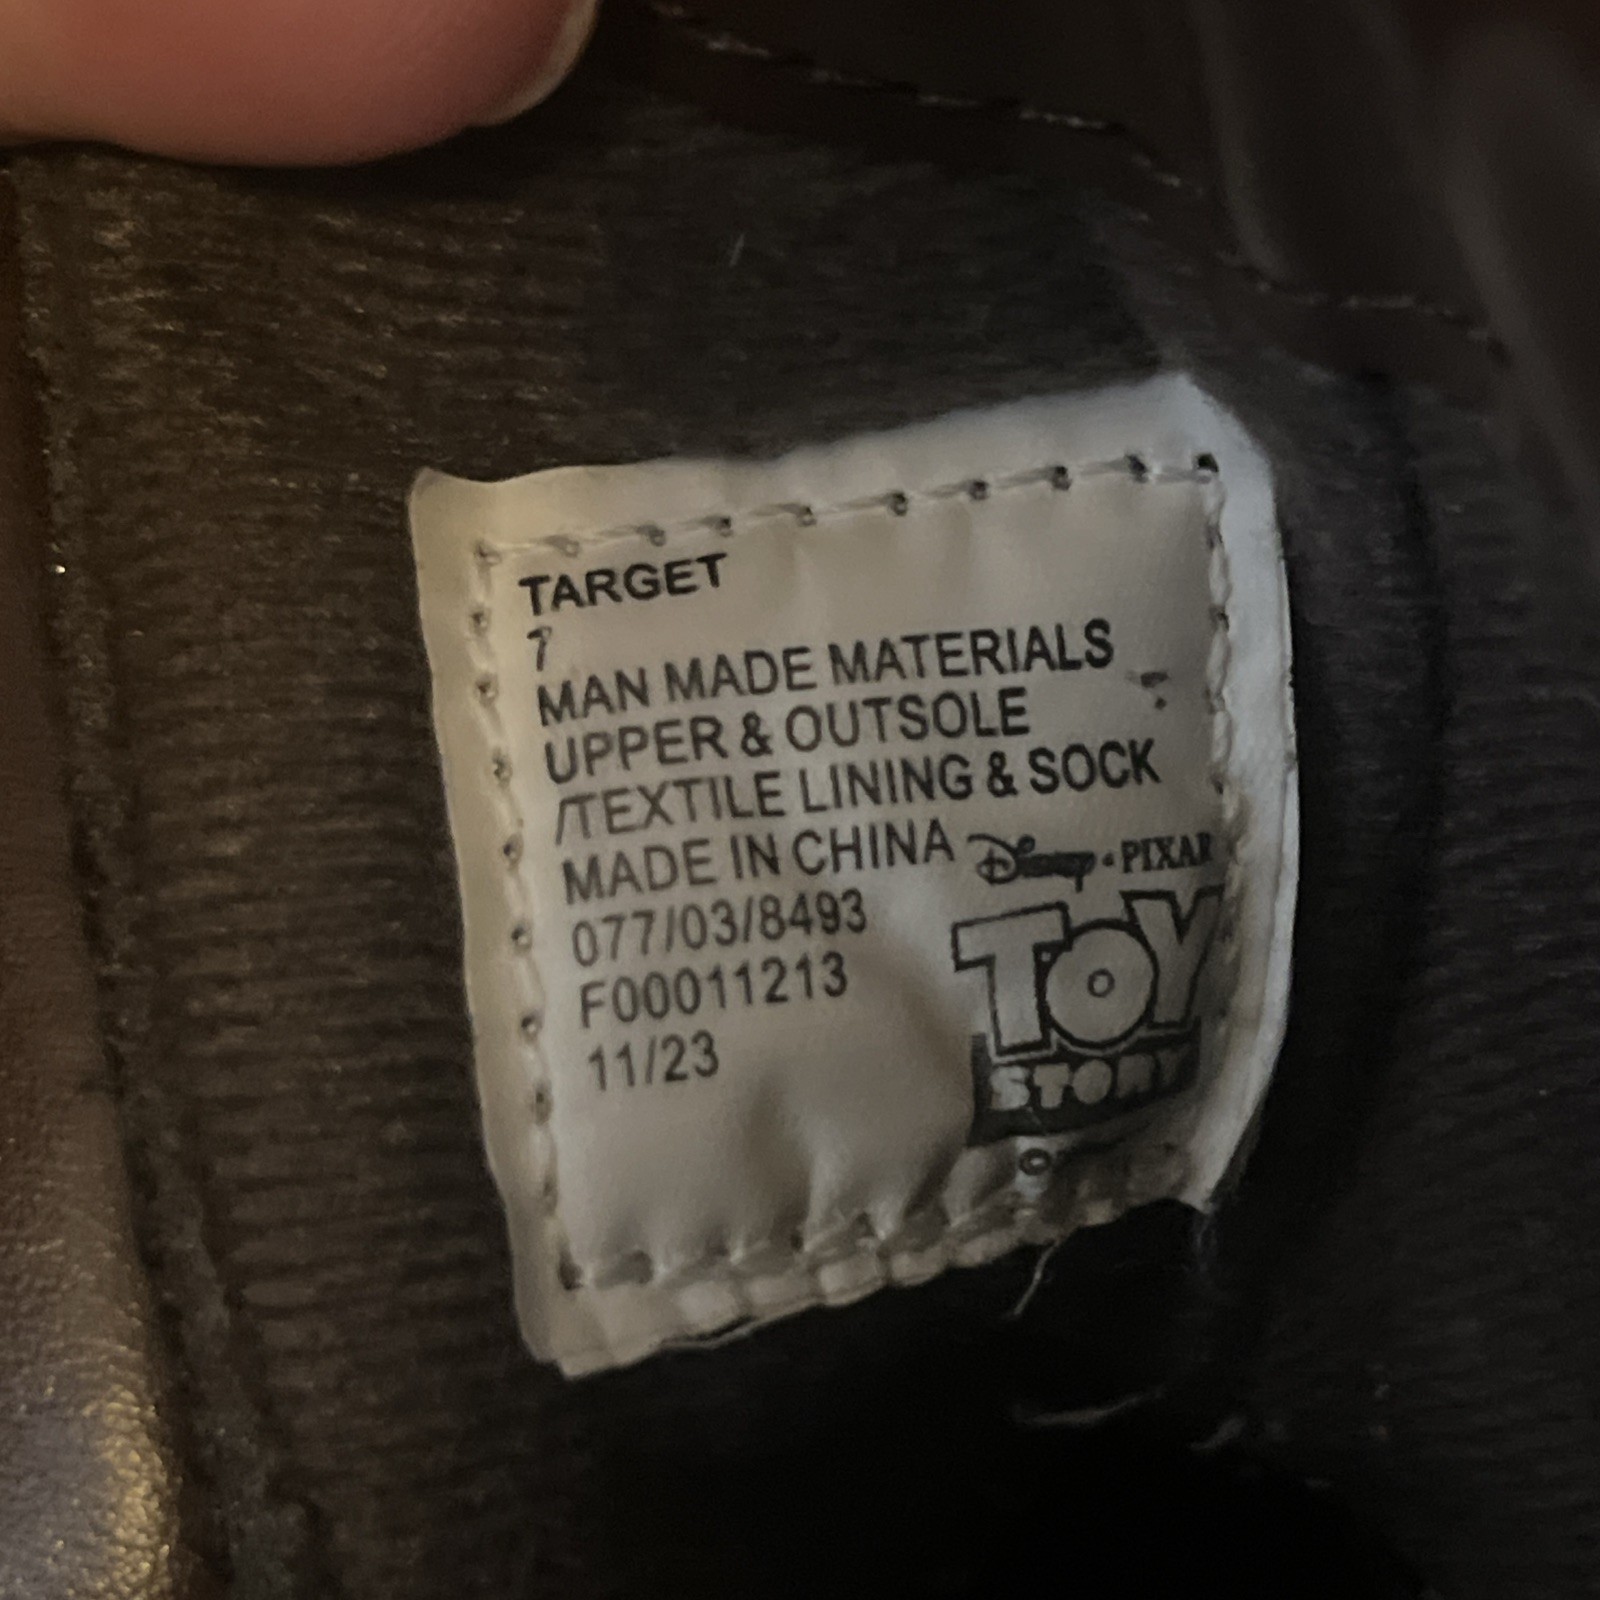 TARGET
7
MAN MADE MATERIALS
UPPER & OUTSOLE
/TEXTILE LINING & SOCK
MADE IN CHINA
Disney • PIXAR
077/03/8493
TOY
F00011213
STORY
11/23
©